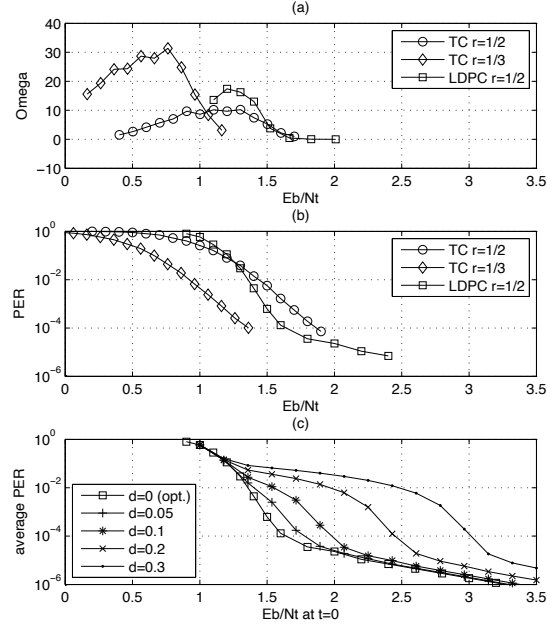 (a)
40
30
20
10
0
−10
Omega
TC r=1/2
TC r=1/3
LDPC r=1/2
0 0.5 1 1.5 2 2.5 3 3.5
Eb/Nt
(b)
10^0
10^−2
10^−4
10^−6
PER
TC r=1/2
TC r=1/3
LDPC r=1/2
0 0.5 1 1.5 2 2.5 3 3.5
Eb/Nt
(c)
10^0
10^−2
10^−4
10^−6
average PER
d=0 (opt.)
d=0.05
d=0.1
d=0.2
d=0.3
0 0.5 1 1.5 2 2.5 3 3.5
Eb/Nt at t=0